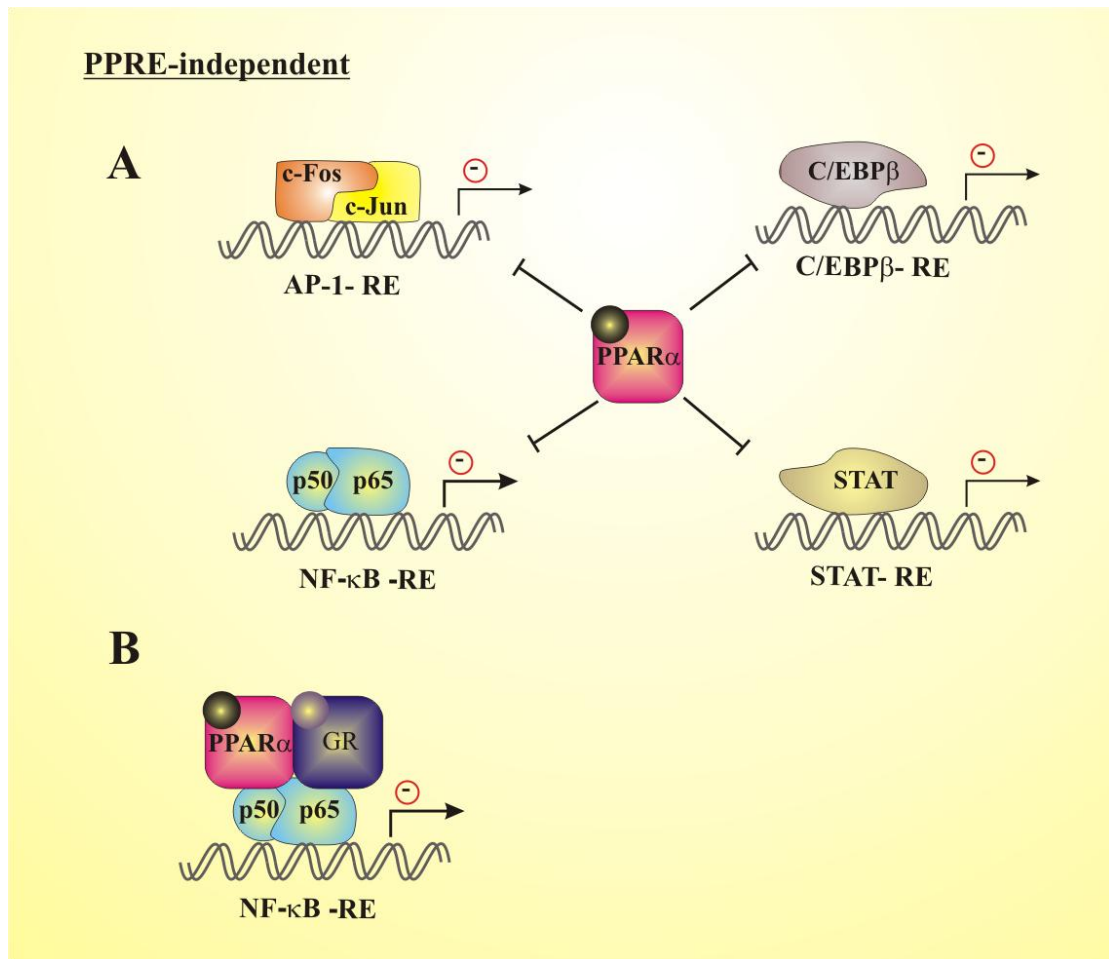 PPRE-independent
A
c-Fos
c-Jun
-
AP-1- RE
C/EBPβ
-
C/EBPβ- RE
PPARα
p50
p65
-
NF-κB -RE
STAT
-
STAT- RE
B
PPARα
GR
p50
p65
-
NF-κB -RE